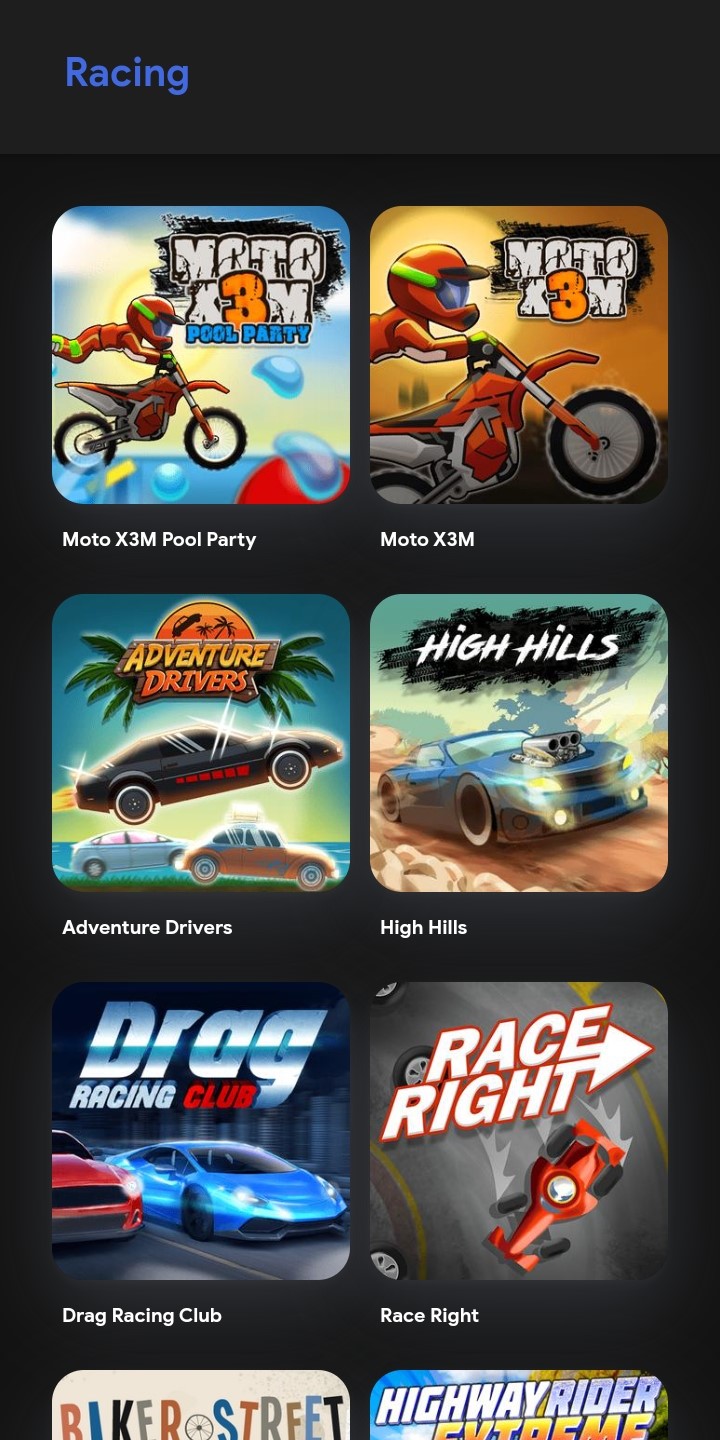 Racing
MOTO
X3M
POOL PARTY
MOTO
X3M
Moto X3M Pool Party
Moto X3M
ADVENTURE
DRIVERS
HIGH HILLS
Adventure Drivers
High Hills
Drag
RACING CLUB
RACE
RIGHT
Drag Racing Club
Race Right
BIKER STREET
HIGHWAY RIDER
EXTREME